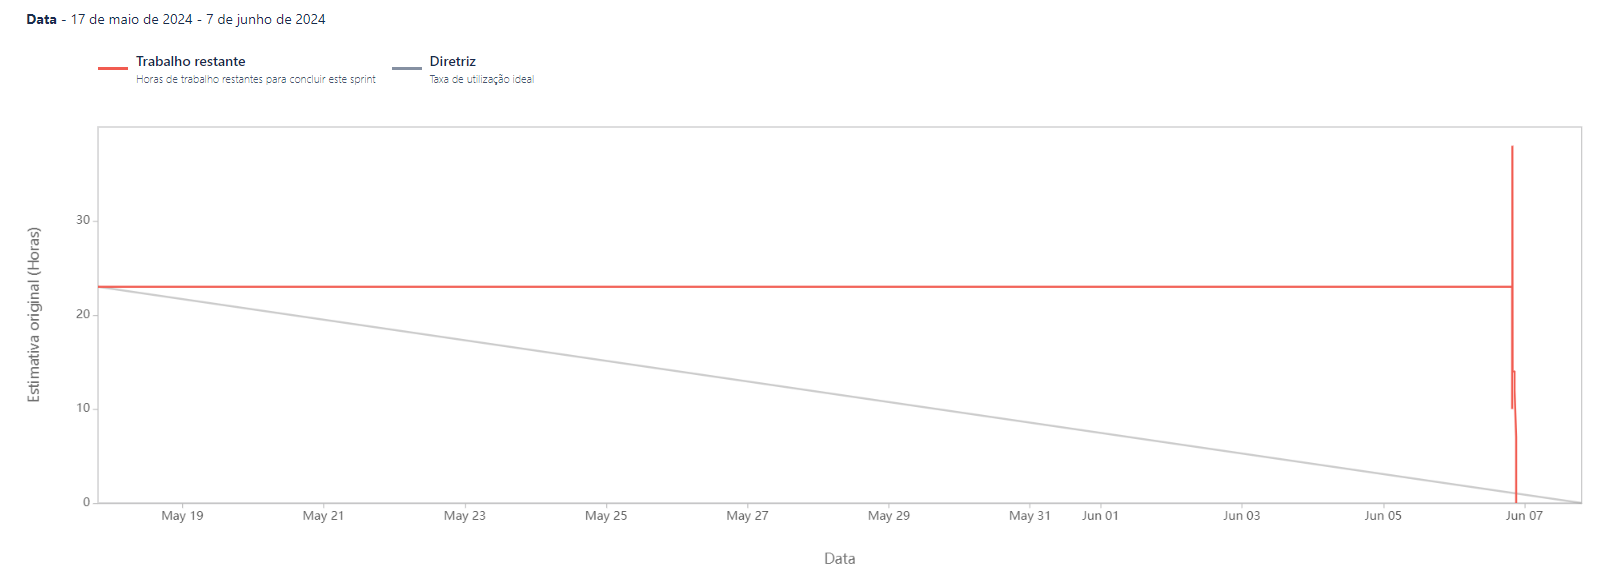 Data - 17 de maio de 2024 - 7 de junho de 2024
Trabalho restante
Horas de trabalho restantes para concluir este sprint
Diretriz
Taxa de utilização ideal
Estimativa original (Horas)
30
20
10
0
May 19 May 21 May 23 May 25 May 27 May 29 May 31 Jun 01 Jun 03 Jun 05 Jun 07
Data